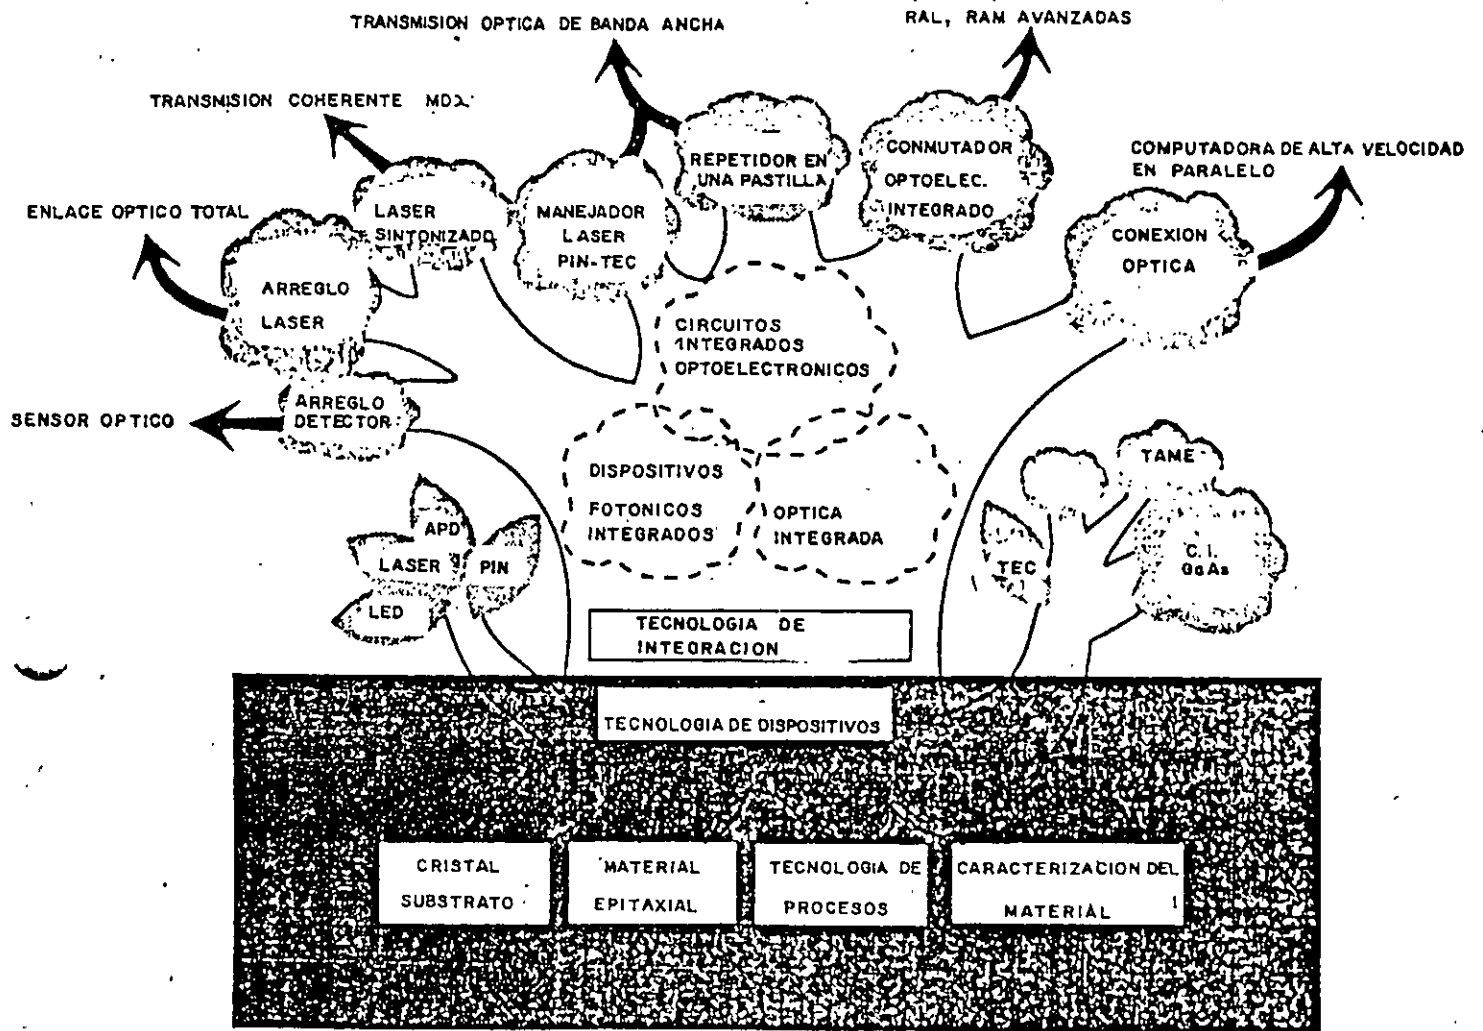 TRANSMISION OPTICA DE BANDA ANCHA
RAL, RAM AVANZADAS
TRANSMISION COHERENTE MDλ
COMPUTADORA DE ALTA VELOCIDAD
EN PARALELO
ENLACE OPTICO TOTAL
SENSOR OPTICO
ARREGLO
LASER
ARREGLO
DETECTOR
LASER
SINTONIZADO
MANEJADOR
LASER
PIN-TEC
REPETIDOR EN
UNA PASTILLA
CONMUTADOR
OPTOELEC.
INTEGRADO
CONEXION
OPTICA
CIRCUITOS
INTEGRADOS
OPTOELECTRONICOS
DISPOSITIVOS
FOTONICOS
INTEGRADOS
OPTICA
INTEGRADA
APD
LASER
PIN
LED
TEC
TAME
C. I.
GaAs
TECNOLOGIA DE
INTEGRACION
TECNOLOGIA DE DISPOSITIVOS
CRISTAL
SUBSTRATO
MATERIAL
EPITAXIAL
TECNOLOGIA DE
PROCESOS
CARACTERIZACION DEL
MATERIAL